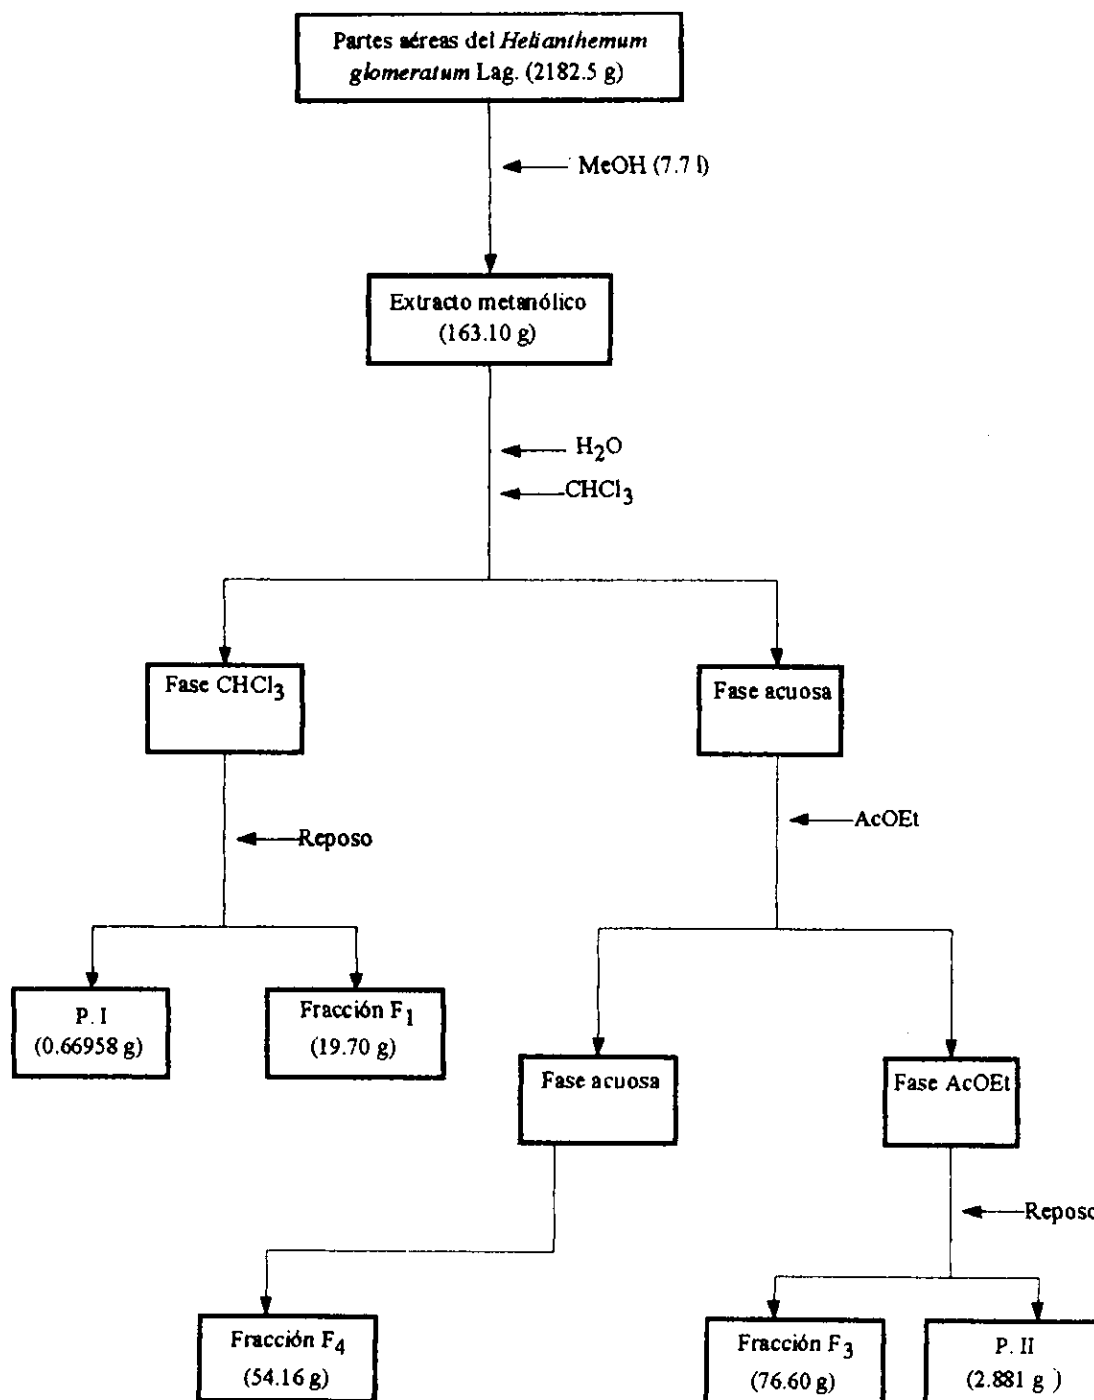 Partes aéreas del Helianthemum
glomeratum Lag. (2182.5 g)
MeOH (7.7 l)
Extracto metanólico
(163.10 g)
H2O
CHCl3
Fase CHCl3
Fase acuosa
Reposo
AcOEt
P. I
(0.66958 g)
Fracción F1
(19.70 g)
Fase acuosa
Fase AcOEt
Reposo
Fracción F4
(54.16 g)
Fracción F3
(76.60 g)
P. II
(2.881 g )